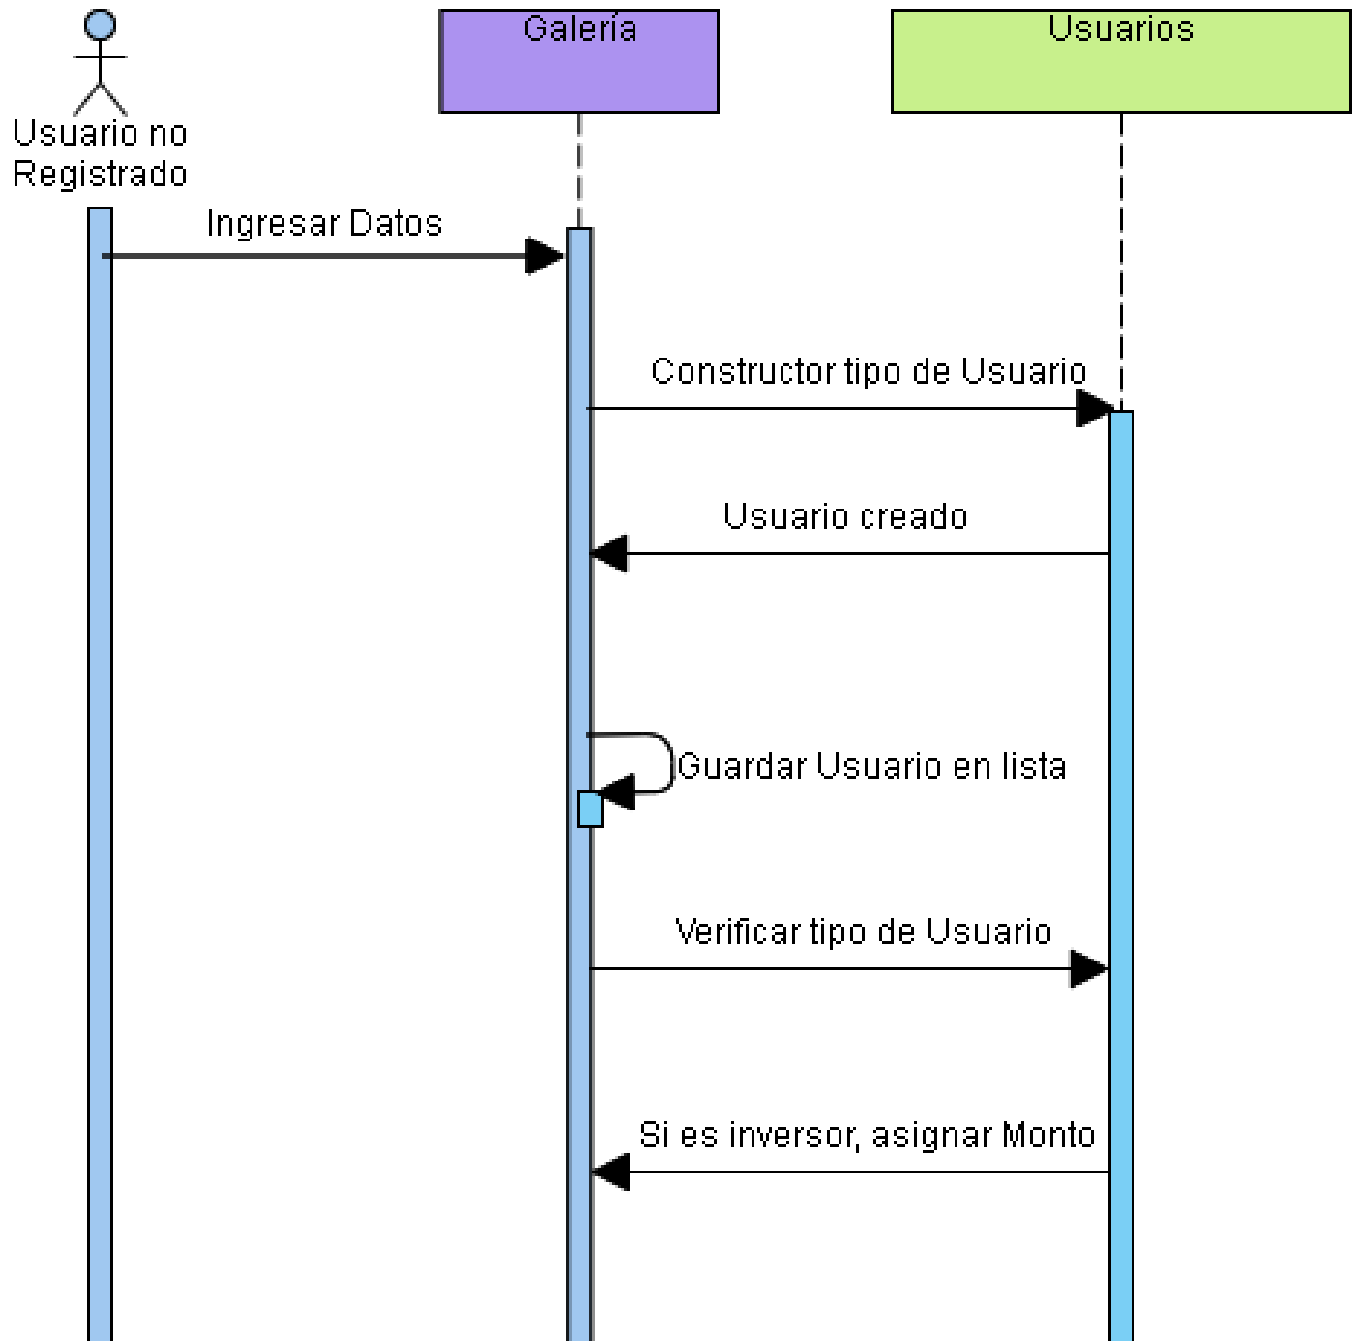 Galería
Usuarios
Usuario no
Registrado
Ingresar Datos
Constructor tipo de Usuario
Usuario creado
Guardar Usuario en lista
Verificar tipo de Usuario
Si es inversor, asignar Monto